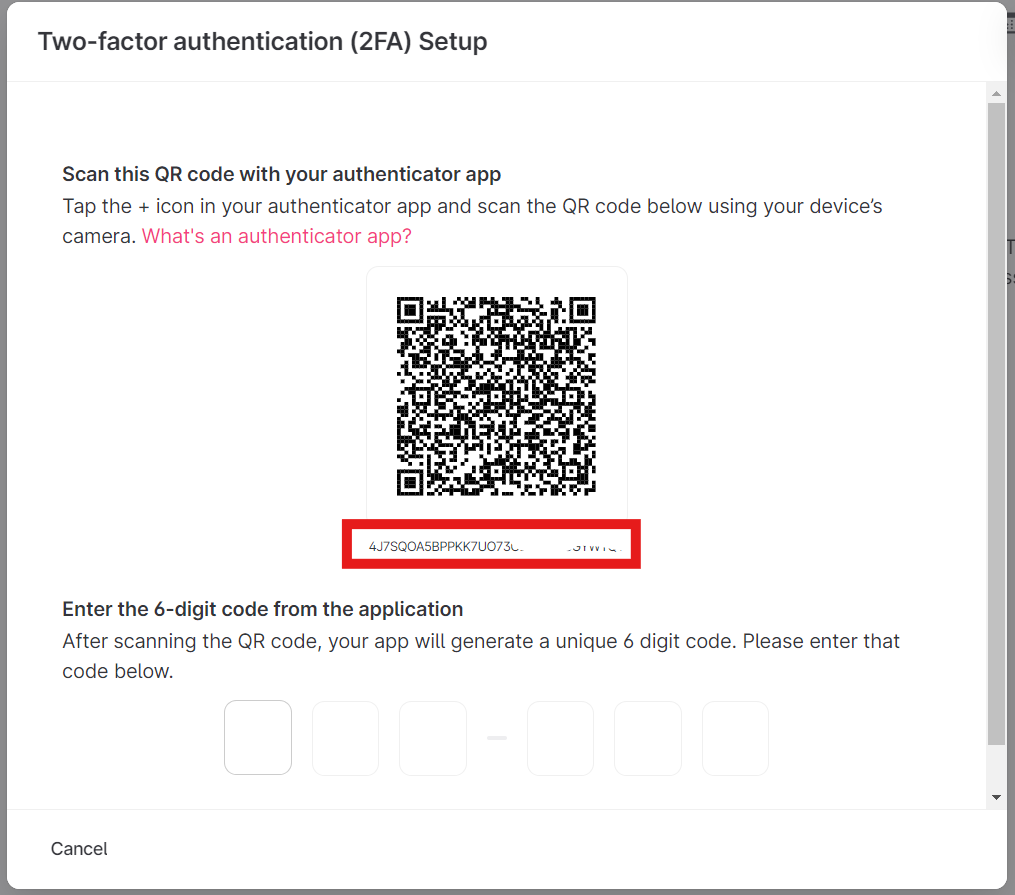 Two-factor authentication (2FA) Setup
Scan this QR code with your authenticator app
Tap the + icon in your authenticator app and scan the QR code below using your device’s
camera. What's an authenticator app?
Enter the 6-digit code from the application
After scanning the QR code, your app will generate a unique 6 digit code. Please enter that
code below.
Cancel